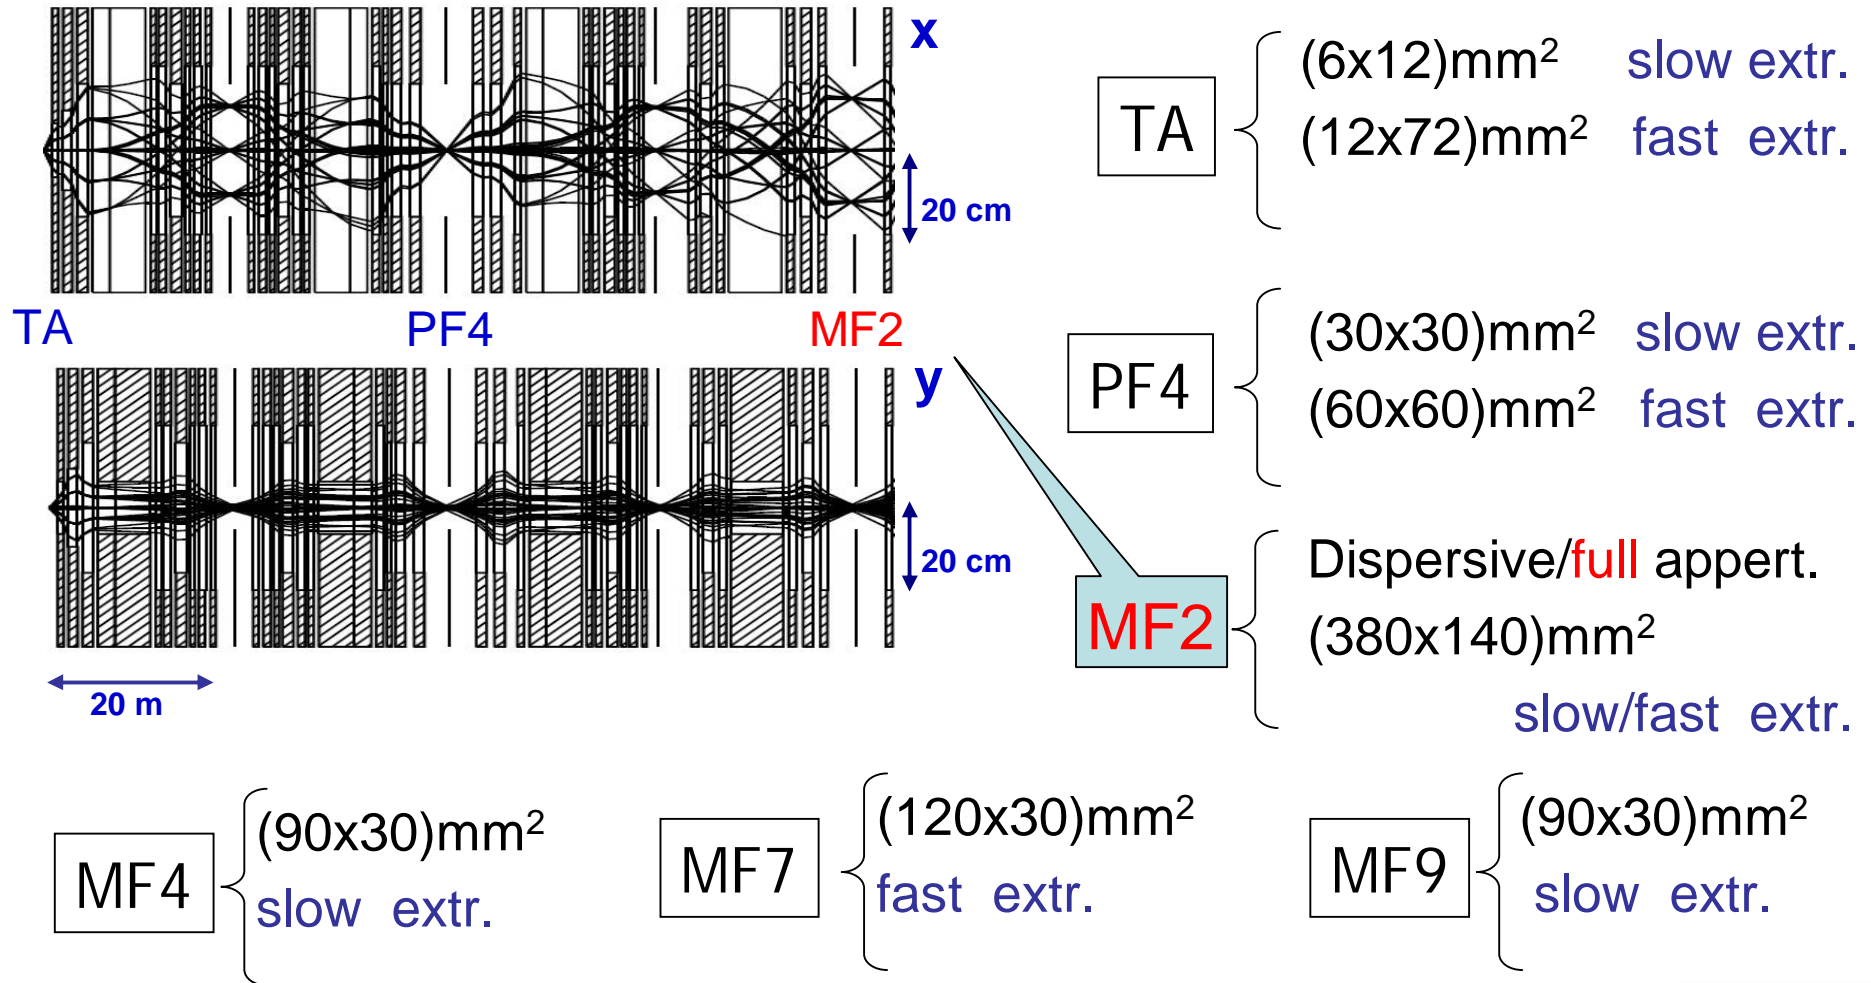 x
20 cm
TA PF4 MF2
y
20 cm
20 m
TA
(6x12)mm² slow extr.
(12x72)mm² fast extr.
PF4
(30x30)mm² slow extr.
(60x60)mm² fast extr.
MF2
Dispersive/full appert.
(380x140)mm²
slow/fast extr.
MF4
(90x30)mm²
slow extr.
MF7
(120x30)mm²
fast extr.
MF9
(90x30)mm²
slow extr.